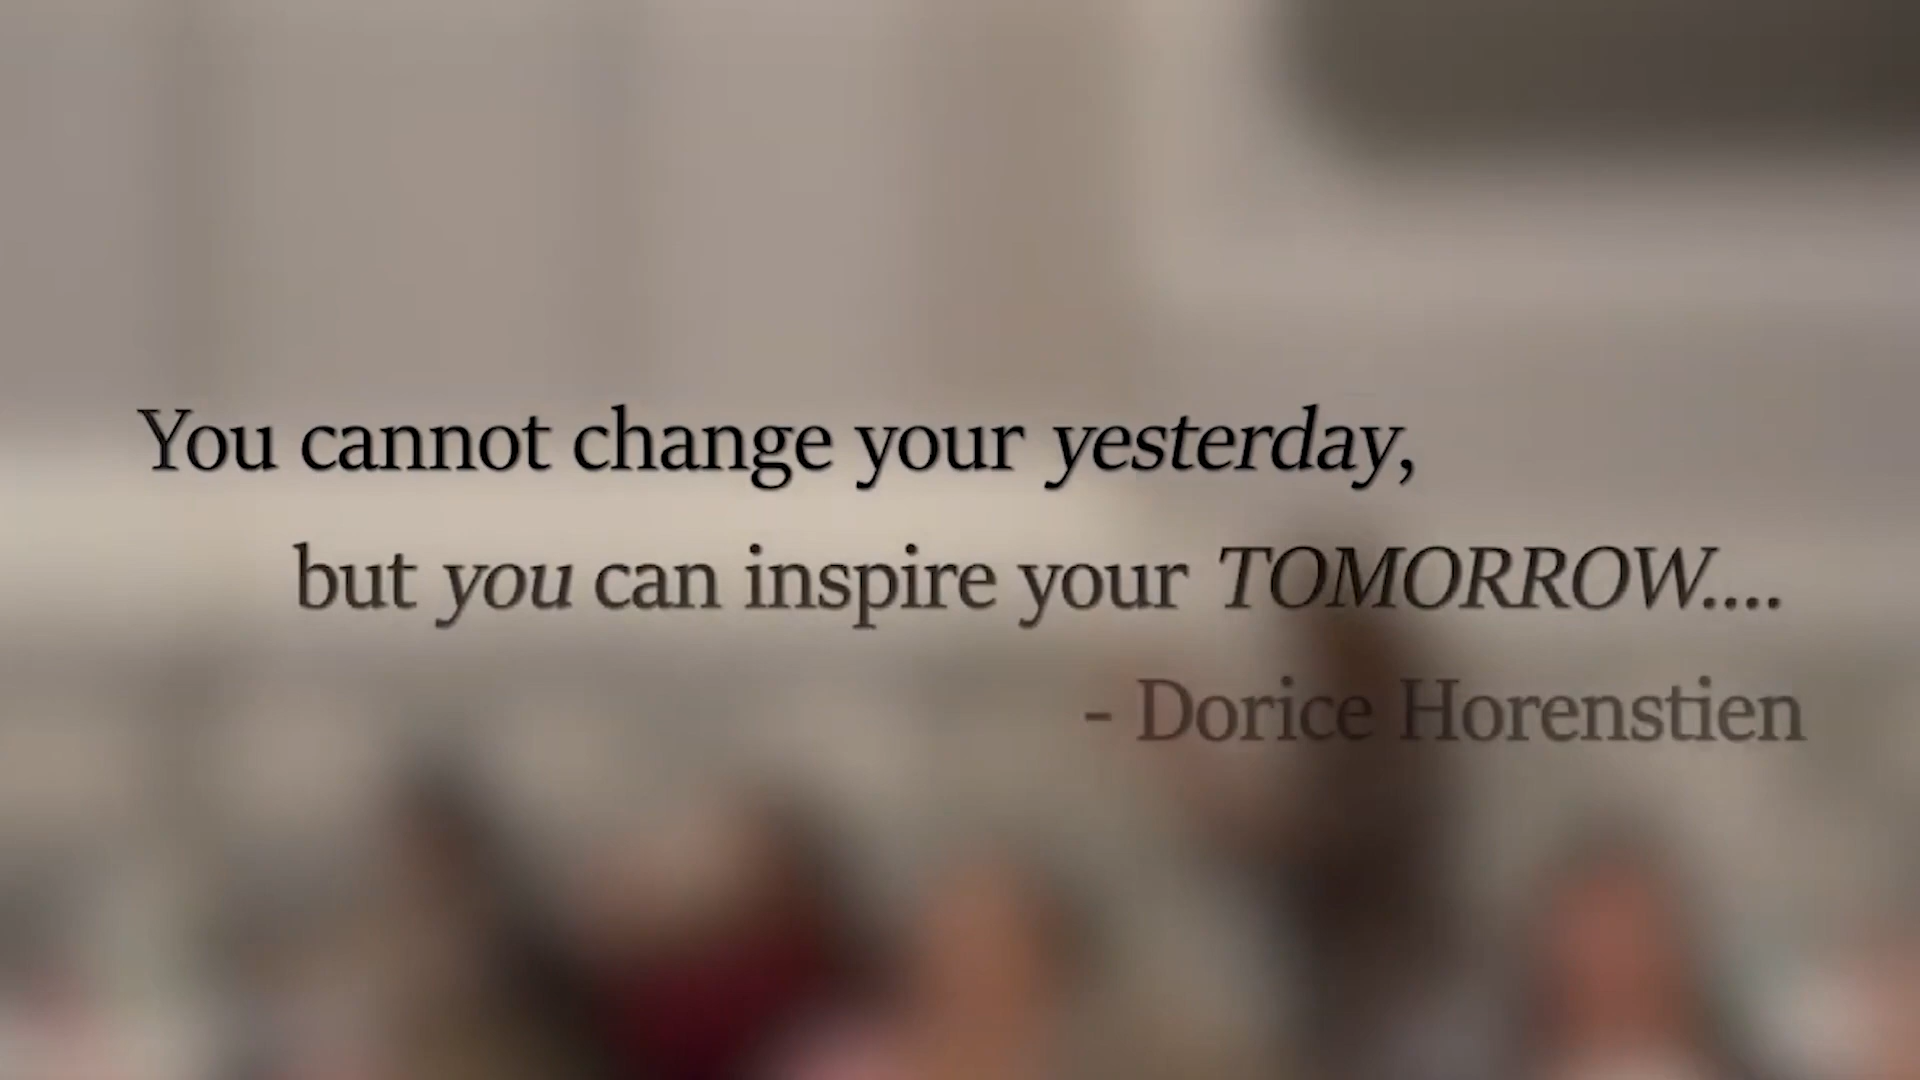 You cannot change your yesterday,
but you can inspire your TOMORROW....
- Dorice Horenstien